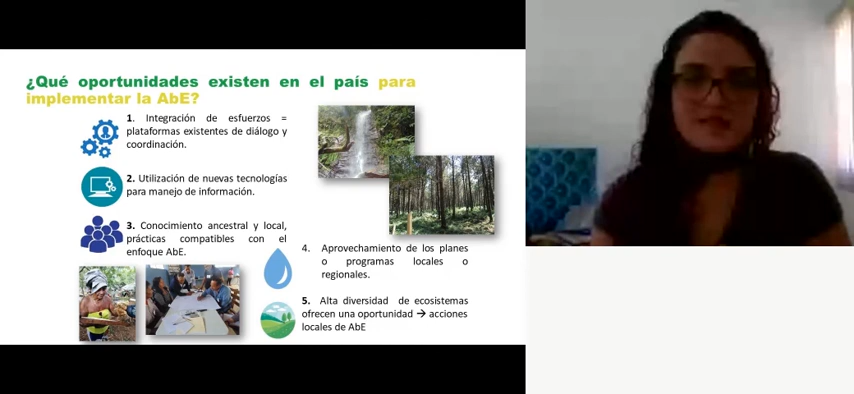 ¿Qué oportunidades existen en el país para
implementar la AbE?
1. Integración de esfuerzos =
plataformas existentes de diálogo y
coordinación.
2. Utilización de nuevas tecnologías
para manejo de información.
3. Conocimiento ancestral y local,
prácticas compatibles con el
enfoque AbE.
4. Aprovechamiento de los planes
o programas locales o
regionales.
5. Alta diversidad de ecosistemas
ofrecen una oportunidad → acciones
locales de AbE